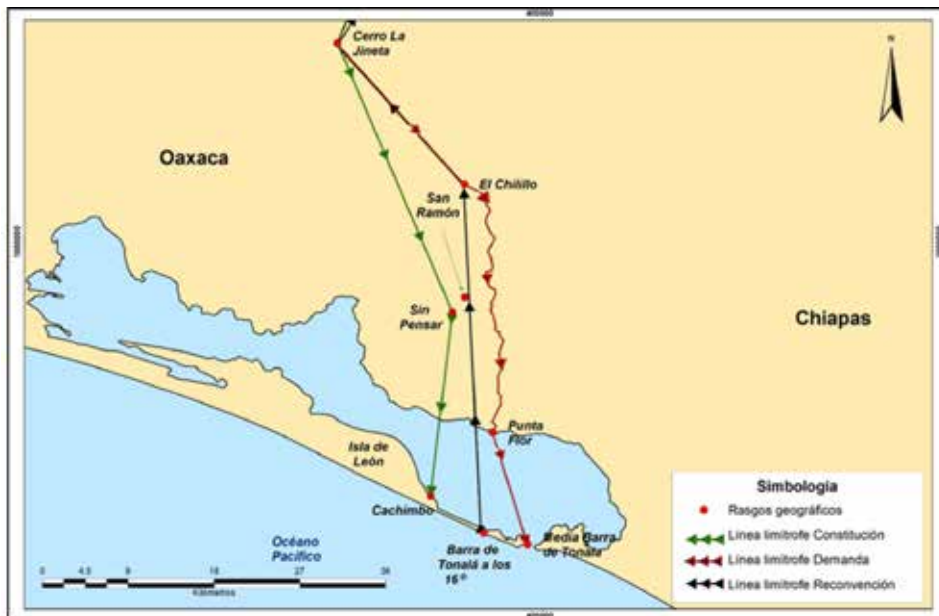 Cerro La
Jineta
N
Oaxaca
El Chilillo
San
Ramón
Sin
Pensar
Chiapas
Punta
Flor
Isla de
León
Cachimbo
Media Barra
de Tonalá
Barra de
Tonalá a los
16°
Océano
Pacífico
0 4.5 9 18 27 36
Kilómetros
Simbología
Rasgos geográficos
Línea limítrofe Constitución
Línea limítrofe Demanda
Línea limítrofe Reconvención